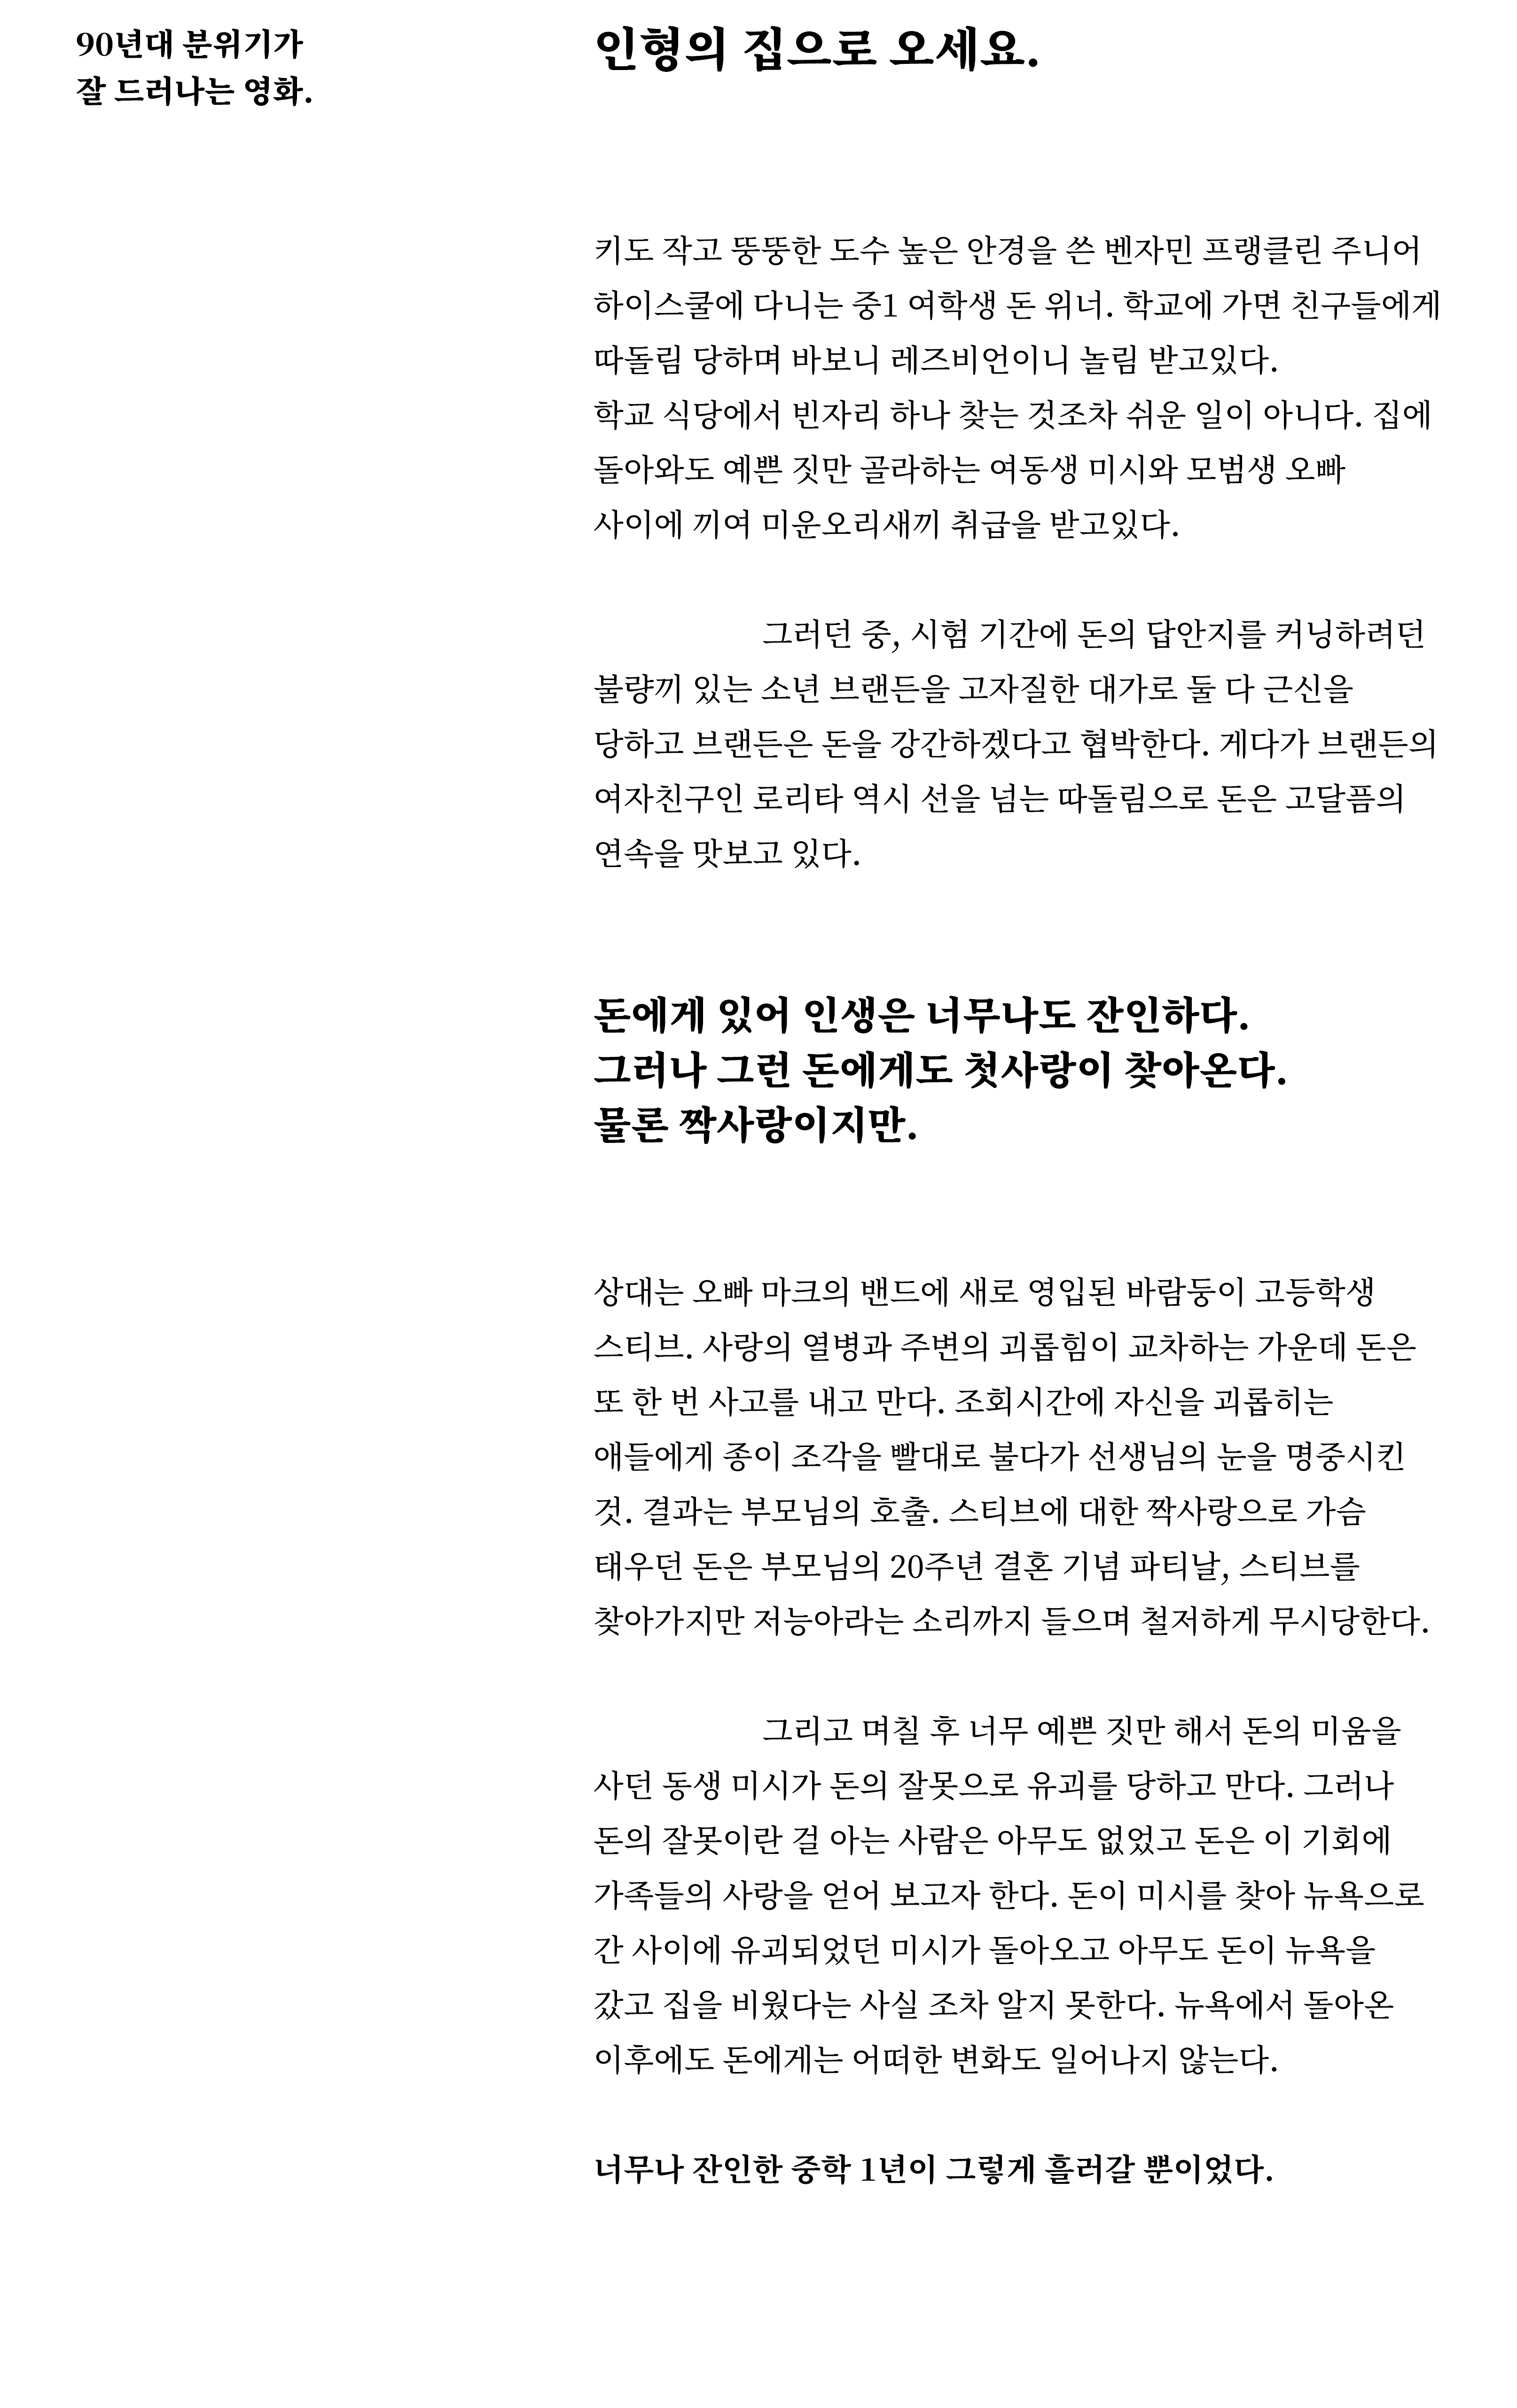 90년대 분위기가
잘 드러나는 영화.
인형의 집으로 오세요.
키도 작고 뚱뚱한 도수 높은 안경을 쓴 벤자민 프랭클린 주니어
하이스쿨에 다니는 중1 여학생 돈 위너. 학교에 가면 친구들에게
따돌림 당하며 바보니 레즈비언이니 놀림 받고있다.
학교 식당에서 빈자리 하나 찾는 것조차 쉬운 일이 아니다. 집에
돌아와도 예쁜 짓만 골라하는 여동생 미시와 모범생 오빠
사이에 끼여 미운오리새끼 취급을 받고있다.
그러던 중, 시험 기간에 돈의 답안지를 커닝하려던
불량끼 있는 소년 브랜든을 고자질한 대가로 둘 다 근신을
당하고 브랜든은 돈을 강간하겠다고 협박한다. 게다가 브랜든의
여자친구인 로리타 역시 선을 넘는 따돌림으로 돈은 고달픔의
연속을 맛보고 있다.
돈에게 있어 인생은 너무나도 잔인하다.
그러나 그런 돈에게도 첫사랑이 찾아온다.
물론 짝사랑이지만.
상대는 오빠 마크의 밴드에 새로 영입된 바람둥이 고등학생
스티브. 사랑의 열병과 주변의 괴롭힘이 교차하는 가운데 돈은
또 한 번 사고를 내고 만다. 조회시간에 자신을 괴롭히는
애들에게 종이 조각을 빨대로 불다가 선생님의 눈을 명중시킨
것. 결과는 부모님의 호출. 스티브에 대한 짝사랑으로 가슴
태우던 돈은 부모님의 20주년 결혼 기념 파티날, 스티브를
찾아가지만 저능아라는 소리까지 들으며 철저하게 무시당한다.
그리고 며칠 후 너무 예쁜 짓만 해서 돈의 미움을
사던 동생 미시가 돈의 잘못으로 유괴를 당하고 만다. 그러나
돈의 잘못이란 걸 아는 사람은 아무도 없었고 돈은 이 기회에
가족들의 사랑을 얻어 보고자 한다. 돈이 미시를 찾아 뉴욕으로
간 사이에 유괴되었던 미시가 돌아오고 아무도 돈이 뉴욕을
갔고 집을 비웠다는 사실 조차 알지 못한다. 뉴욕에서 돌아온
이후에도 돈에게는 어떠한 변화도 일어나지 않는다.
너무나 잔인한 중학 1년이 그렇게 흘러갈 뿐이었다.